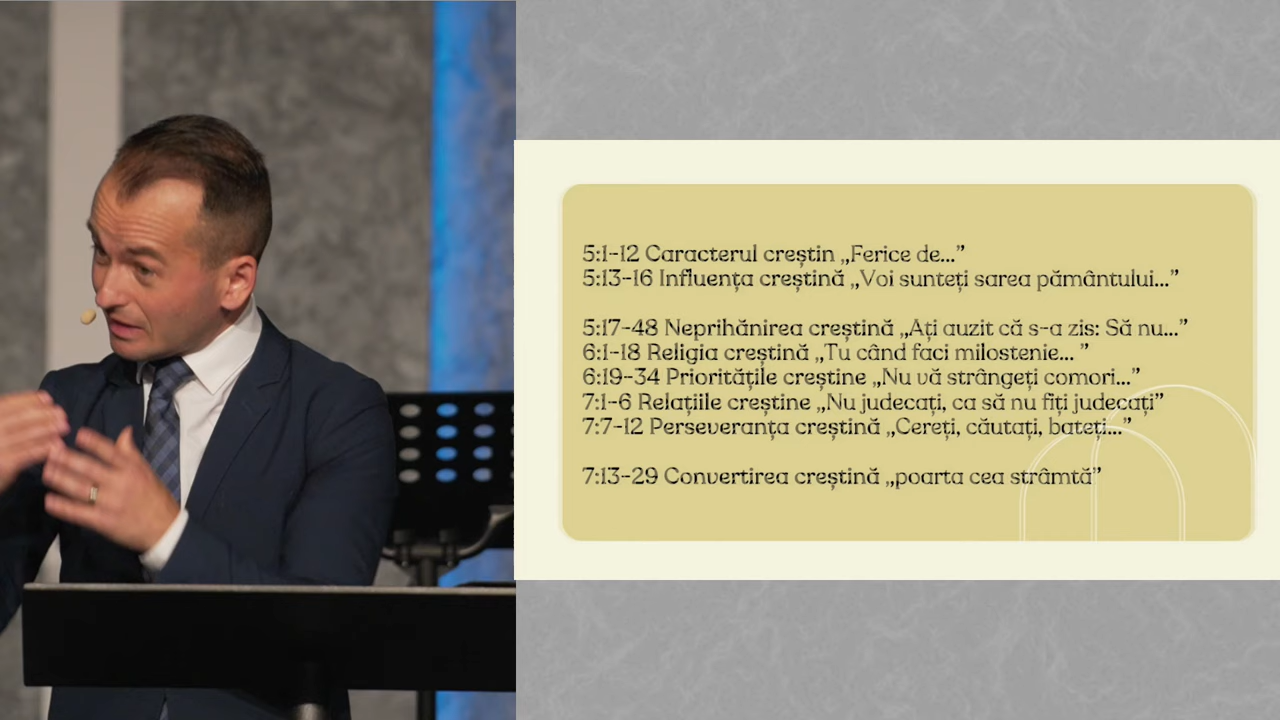 5:1-12 Caracterul creștin „Ferice de...”
5:13-16 Influența creștină „Voi sunteți sarea pământului...”
5:17-48 Neprihănirea creștină „Ați auzit că s-a zis: Să nu...”
6:1-18 Religia creștină „Tu când faci milostenie... ”
6:19-34 Prioritățile creștine „Nu vă strângeți comori...”
7:1-6 Relațiile creștine „Nu judecați, ca să nu fiți judecați”
7:7-12 Perseveranța creștină „Cereți, căutați, bateți...”
7:13-29 Convertirea creștină „poarta cea strâmtă”